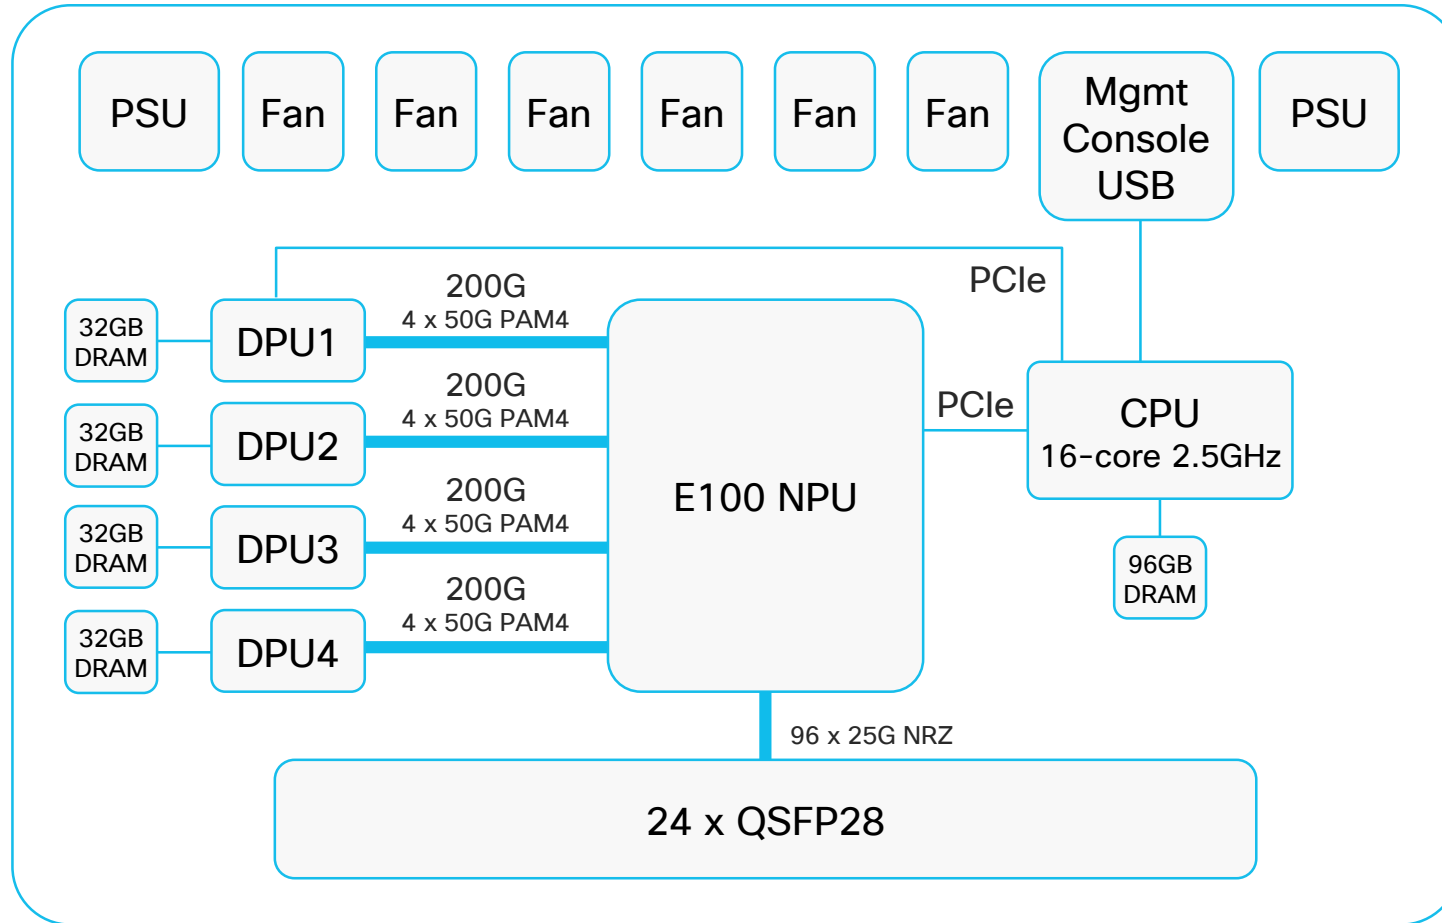 PSU
Fan
Fan
Fan
Fan
Fan
Fan
Mgmt
Console
USB
PSU
PCIe
200G
4 x 50G PAM4
32GB
DRAM
DPU1
200G
4 x 50G PAM4
32GB
DRAM
DPU2
200G
4 x 50G PAM4
32GB
DRAM
DPU3
200G
4 x 50G PAM4
32GB
DRAM
DPU4
E100 NPU
PCIe
CPU
16-core 2.5GHz
96GB
DRAM
96 x 25G NRZ
24 x QSFP28